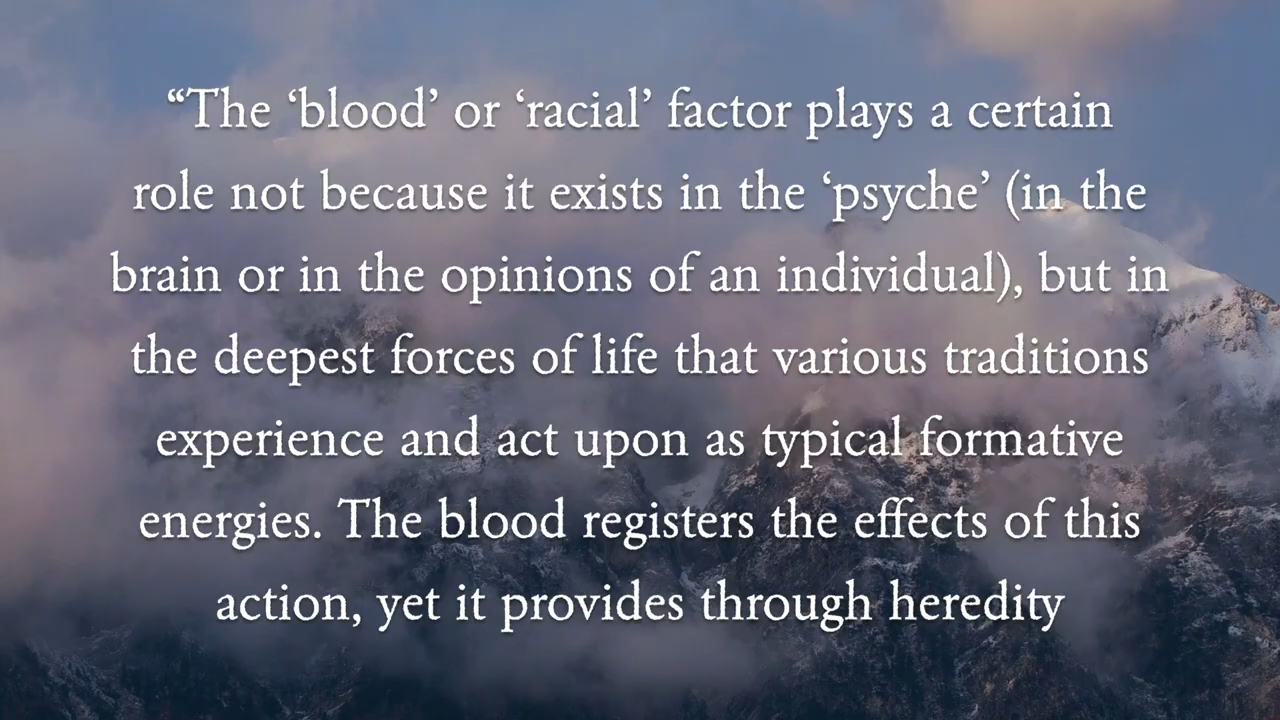 “The ‘blood’ or ‘racial’ factor plays a certain
role not because it exists in the ‘psyche’ (in the
brain or in the opinions of an individual), but in
the deepest forces of life that various traditions
experience and act upon as typical formative
energies. The blood registers the effects of this
action, yet it provides through heredity